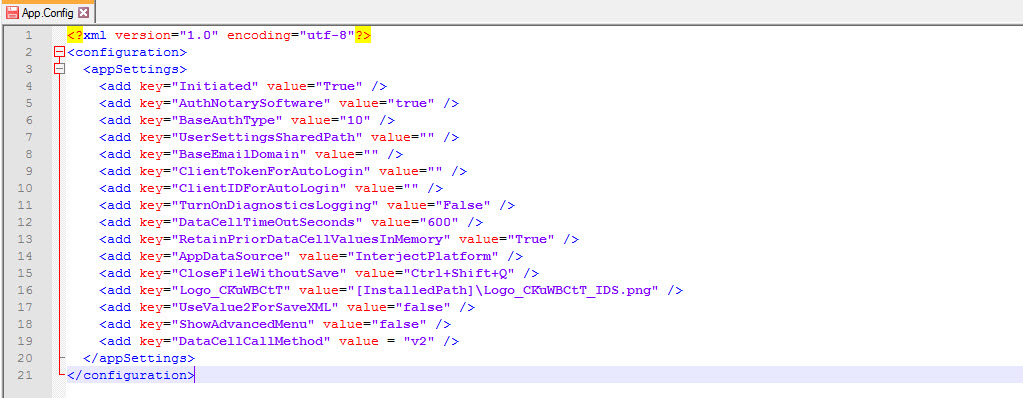 App.Config
1 <?xml version="1.0" encoding="utf-8"?>
2 <configuration>
3 <appSettings>
4 <add key="Initiated" value="True" />
5 <add key="AuthNotarySoftware" value="true" />
6 <add key="BaseAuthType" value="10" />
7 <add key="UserSettingsSharedPath" value="" />
8 <add key="BaseEmailDomain" value="" />
9 <add key="ClientTokenForAutoLogin" value="" />
10 <add key="ClientIDForAutoLogin" value="" />
11 <add key="TurnOnDiagnosticsLogging" value="False" />
12 <add key="DataCellTimeOutSeconds" value="600" />
13 <add key="RetainPriorDataCellValuesInMemory" value="True" />
14 <add key="AppDataSource" value="InterjectPlatform" />
15 <add key="CloseFileWithoutSave" value="Ctrl+Shift+Q" />
16 <add key="Logo_CKuWBCtT" value="[InstalledPath]\Logo_CKuWBCtT_IDS.png" />
17 <add key="UseValue2ForSaveXML" value="false" />
18 <add key="ShowAdvancedMenu" value="false" />
19 <add key="DataCellCallMethod" value = "v2" />
20 </appSettings>
21 </configuration>